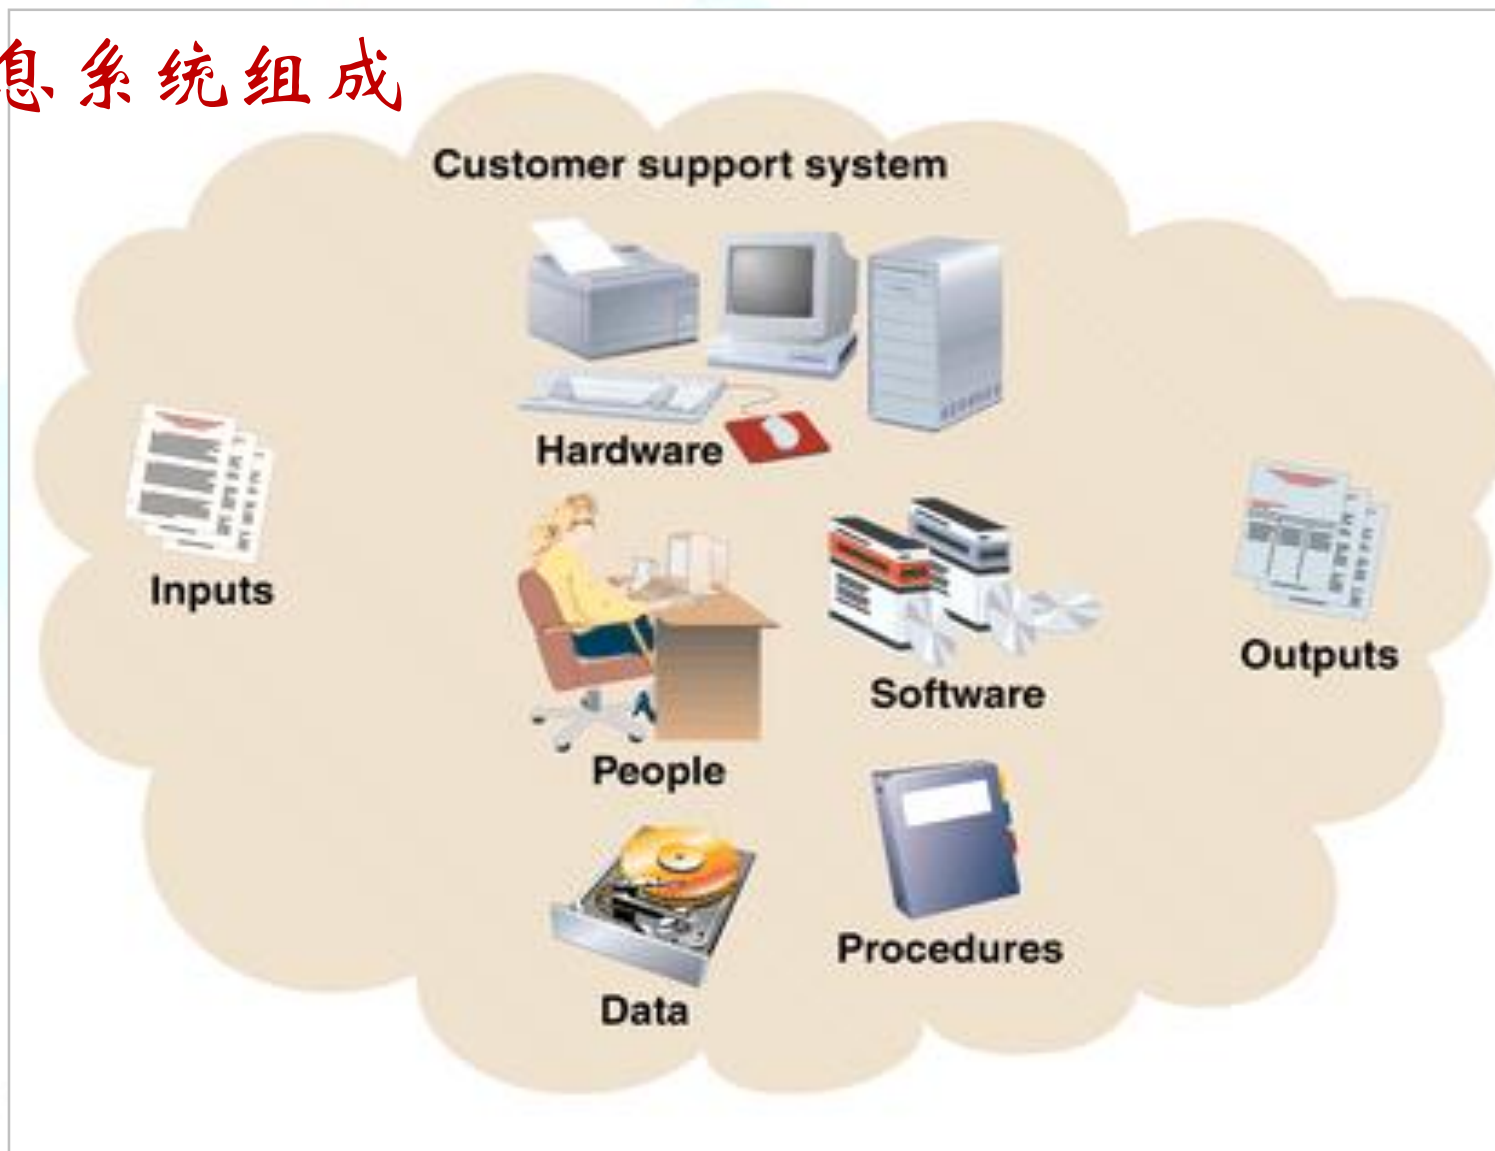 息系统组成
Customer support system
Hardware
Inputs
Outputs
Software
People
Procedures
Data